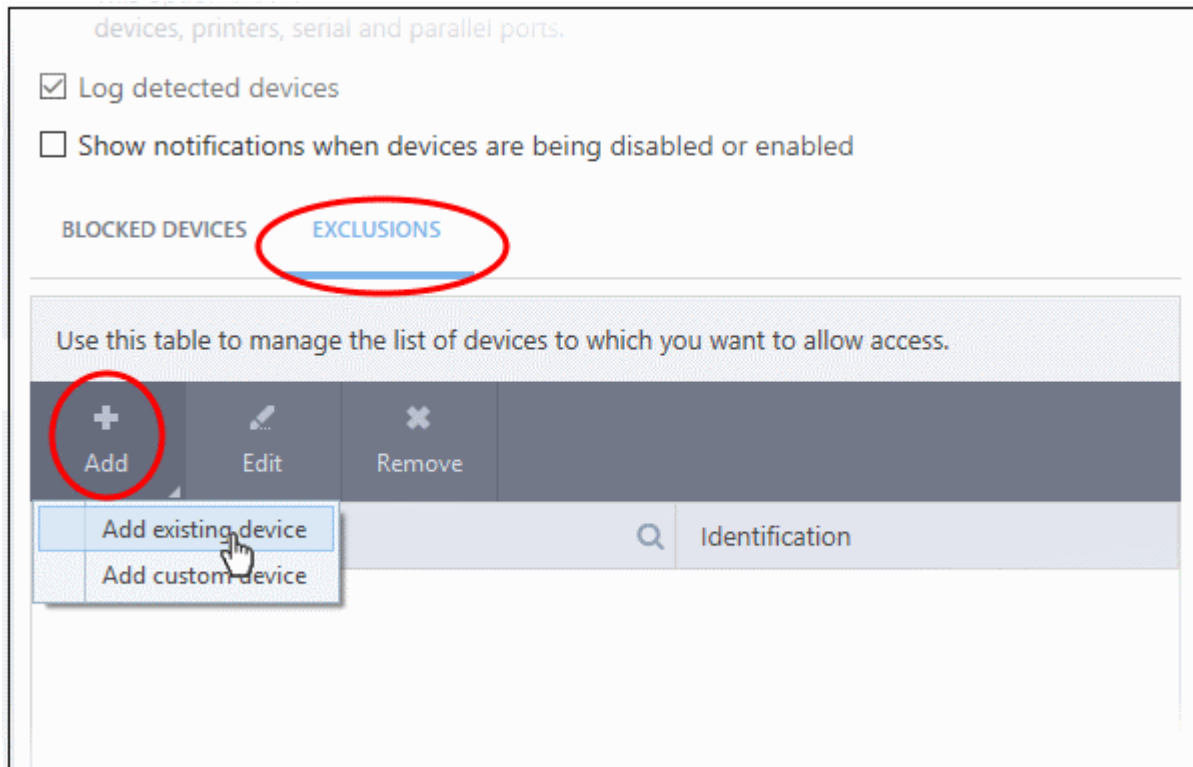 devices, printers, serial and parallel ports.
Log detected devices
Show notifications when devices are being disabled or enabled
BLOCKED DEVICES EXCLUSIONS
Use this table to manage the list of devices to which you want to allow access.
Add Edit Remove
Add existing device
Identification
Add custom device